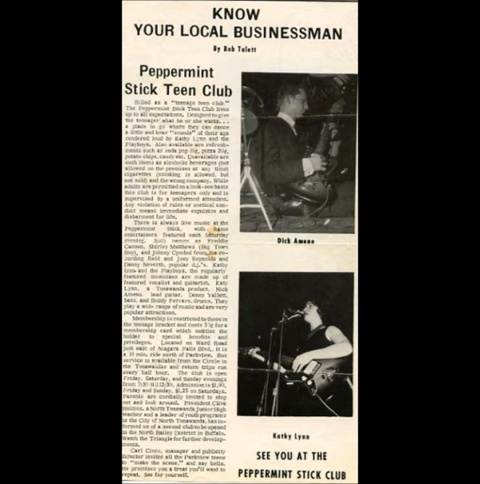 KNOW
YOUR LOCAL BUSINESSMAN
By Bob Talett
Peppermint
Stick Teen Club
Billed as a "teenage teen club."
The Peppermint Stick Teen Club lives
up to all expectations. Designed to give
the teenager what he or she wants...
a place to go where they can dance
a little and hear "sounds" of their age
rendered loud by Kathy Lynn and the
Playboys. Also available are refresh-
ments such as soda pop 15¢, pizza 20¢,
potato chips, candy etc. Unavailable are
such items as alcoholic beverages (not
allowed on the premises at any time)
cigarettes (smoking is allowed, but
not sold) and the wrong company. While
adults are permitted on a look-see basis
this club is for teenagers only and is
supervised by a uniformed attendant.
Any violation of rules or moral con-
duct means immediate expulsion and
disbarment for life.
There is always live music at the
Peppermint Stick, with name
entertainers featured each Saturday
evening. Such names as Freddie
Cannon, Shirley Matthews (Big Town
Boy), and Johnny Cymbal from the re-
cording field and Joey Reynolds and
Danny Neverth, popular d.j.'s. Kathy
Lynn and the Playboys, the regularly
featured musicians are made up of
featured vocalist and guitarist, Kathy
Lynn, a Tonawanda product, Nick
Ameno, lead guitar, Denny Vallett,
bass, and Buddy Ferraro, drums. They
play a wide range of music and are very
popular attractions.
Membership is restricted to those in
the teenage bracket and costs
membership card which entitles the
holder to special benefits and
privileges. Located on Ward Road
just east of Niagara Falls Blvd., it is
a 10 min. ride north of Parkview. Bus
service is available from the Circle in
the Tonawandas and return trips run
every half hour. The club is open
Friday, Saturday, and Sunday evenings
from 7:30 til 12:30. Admission is $1.00,
Friday and Sunday, $1.25 on Saturdays.
Parents are cordially invited to stop
out and look around. President Clive
a North Tonawanda Junior High
teacher and a leader of youth programs
in the City of North Tonawanda, has in-
formed us of a second club to be opened
in the North Bailey District in Buffalo.
Watch the Triangle for further develop-
ments.
Carl Cisco, manager and publicity
director invites all the Parkview teens
to "make the scene," and say hello.
He promises you a treat you'll want to
repeat. See for yourself.
Dick Ameno
Kathy Lynn
SEE YOU AT THE
PEPPERMINT STICK CLUB